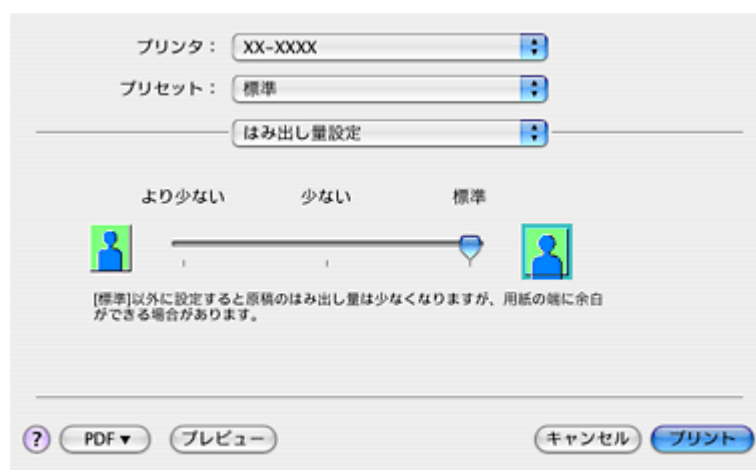 プリンタ： XX-XXXX
プリセット： 標準
はみ出し量設定
より少ない 少ない 標準
[標準]以外に設定すると原稿のはみ出し量は少なくなりますが、用紙の端に余白
ができる場合があります。
? PDF▼ プレビュー キャンセル プリント